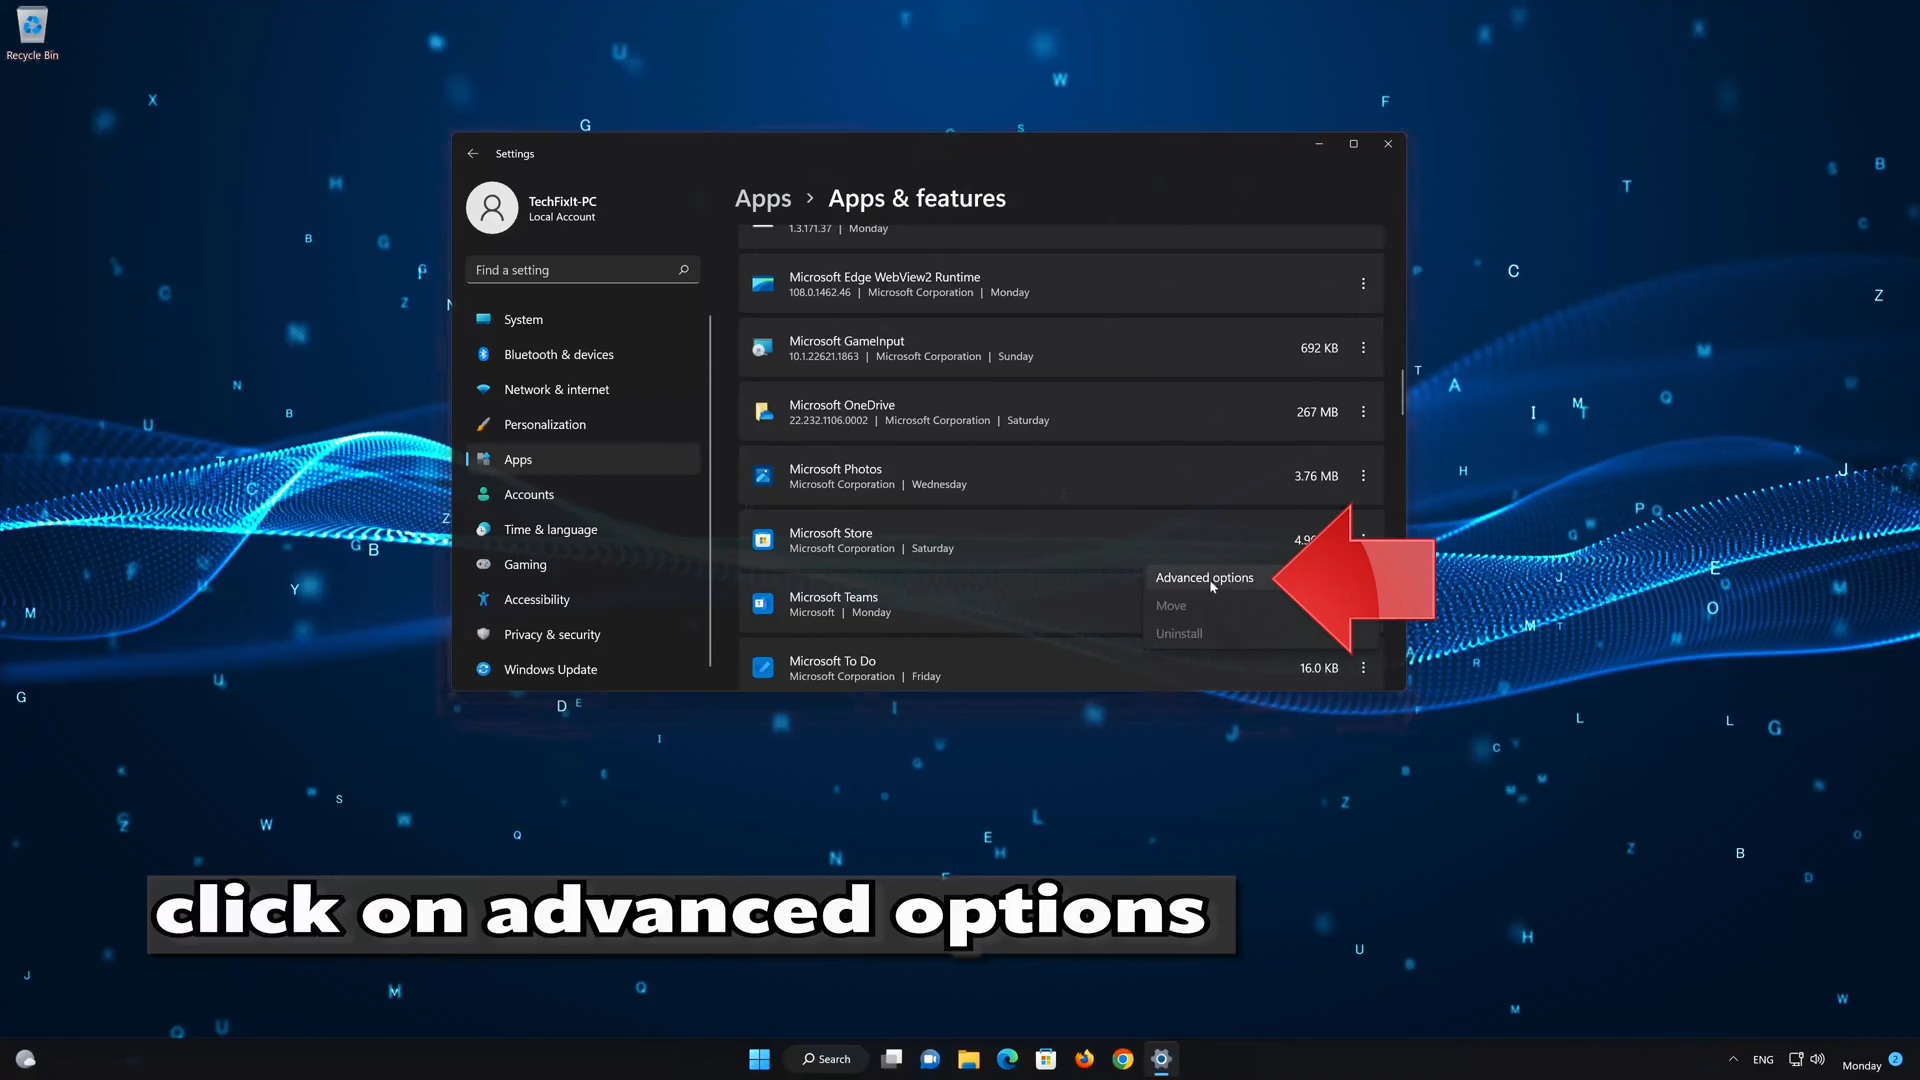 Recycle Bin
Settings
TechFixIt-PC
Local Account
Find a setting
System
Bluetooth & devices
Network & internet
Personalization
Apps
Accounts
Time & language
Gaming
Accessibility
Privacy & security
Windows Update
Apps › Apps & features
1.3.171.37 | Monday
Microsoft Edge WebView2 Runtime
108.0.1462.46 | Microsoft Corporation | Monday
Microsoft GameInput
10.1.22621.1863 | Microsoft Corporation | Sunday
692 KB
Microsoft OneDrive
22.232.1106.0002 | Microsoft Corporation | Saturday
267 MB
Microsoft Photos
Microsoft Corporation | Wednesday
3.76 MB
Microsoft Store
Microsoft Corporation | Saturday
Microsoft Teams
Microsoft | Monday
Advanced options
Move
Uninstall
Microsoft To Do
Microsoft Corporation | Friday
16.0 KB
click on advanced options
Search
ENG
Monday
2